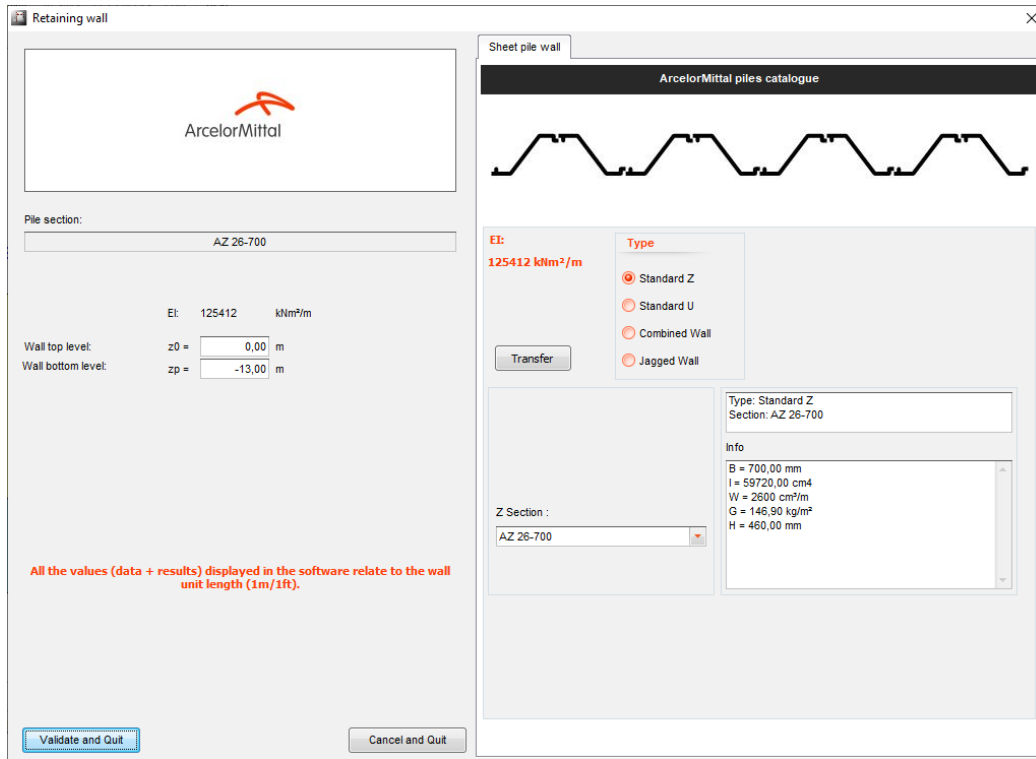 Retaining wall
ArcelorMittal
Pile section:
AZ 26-700
EI: 125412 kNm²/m
Wall top level: z0 = 0,00 m
Wall bottom level: zp = -13,00 m
All the values (data + results) displayed in the software relate to the wall
unit length (1m/1ft).
Validate and Quit
Cancel and Quit
Sheet pile wall
ArcelorMittal piles catalogue
EI:
125412 kNm²/m
Transfer
Type
Standard Z
Standard U
Combined Wall
Jagged Wall
Z Section :
AZ 26-700
Type: Standard Z
Section: AZ 26-700
Info
B = 700,00 mm
I = 59720,00 cm4
W = 2600 cm³/m
G = 146,90 kg/m²
H = 460,00 mm